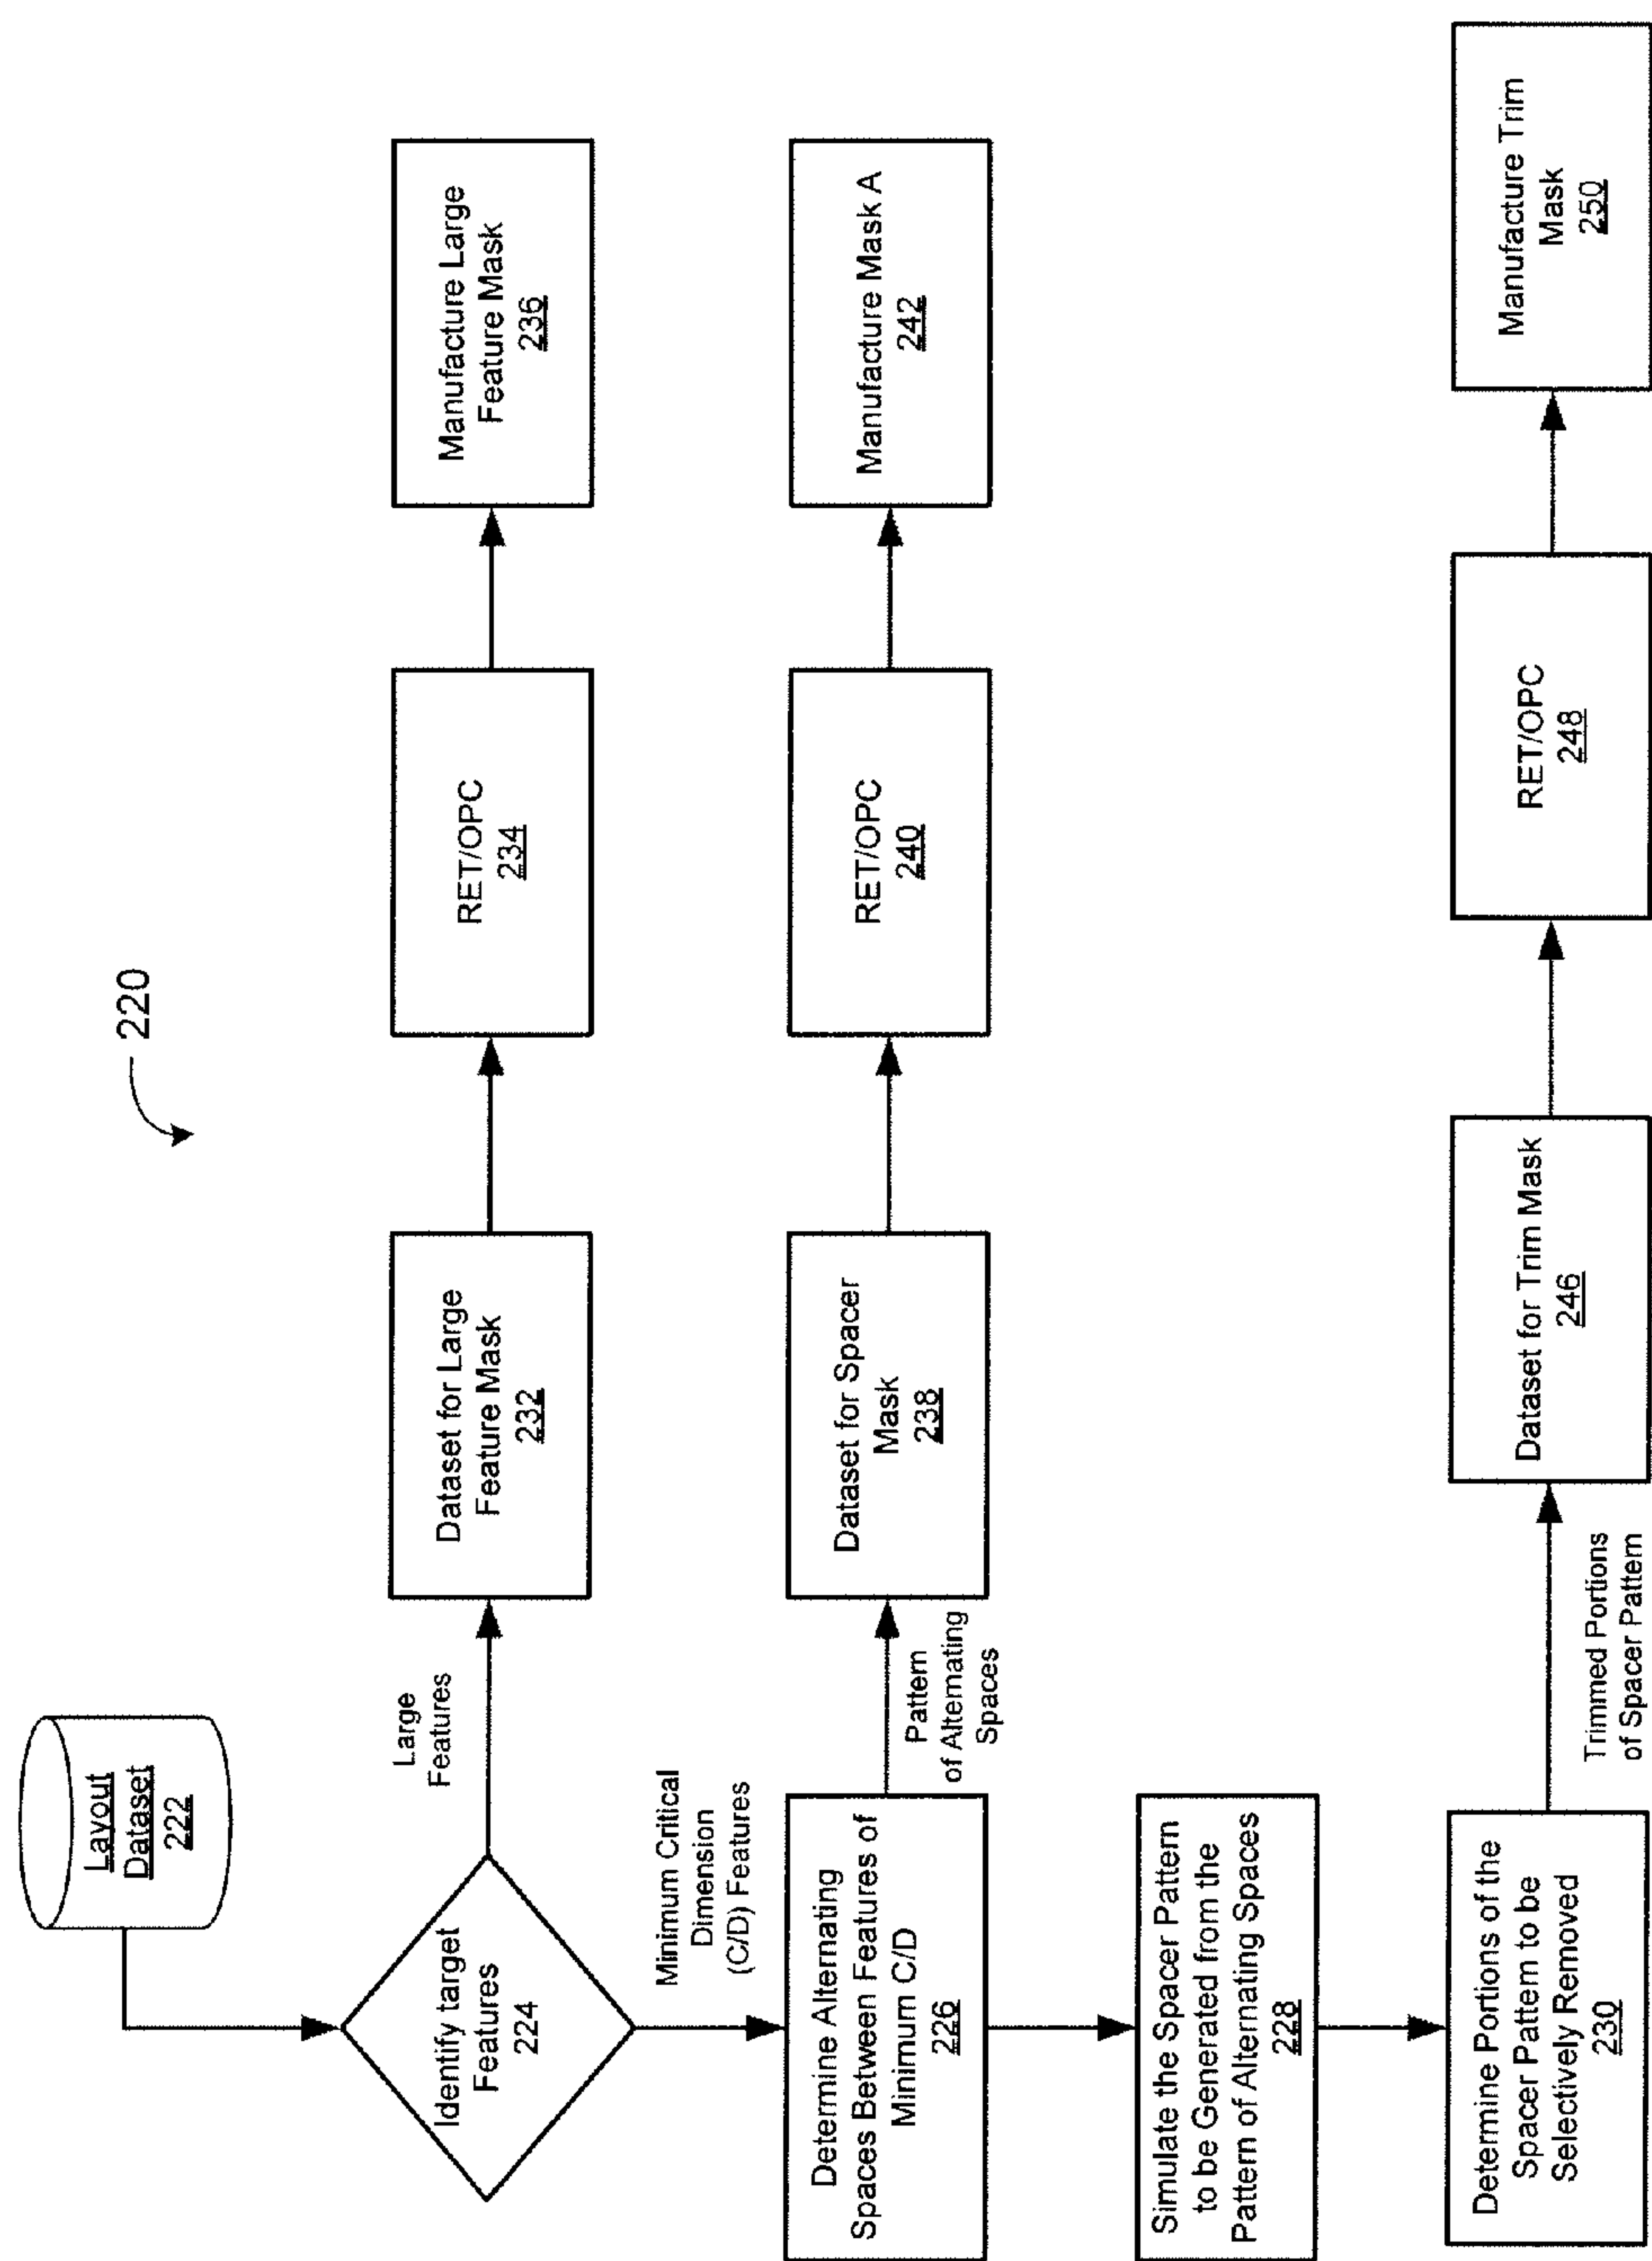 220
Layout
Dataset
222
Identify target
Features
224
Large
Features
Dataset for Large
Feature Mask
232
RET/OPC
234
Manufacture Large
Feature Mask
236
Minimum Critical
Dimension
(C/D) Features
Determine Alternating
Spaces Between Features of
Minimum C/D
226
Pattern
of Alternating
Spaces
Dataset for Spacer
Mask
238
RET/OPC
240
Manufacture Mask A
242
Simulate the Spacer Pattern
to be Generated from the
Pattern of Alternating Spaces
228
Determine Portions of the
Spacer Pattern to be
Selectively Removed
230
Trimmed Portions
of Spacer Pattern
Dataset for Trim Mask
246
RET/OPC
248
Manufacture Trim
Mask
250